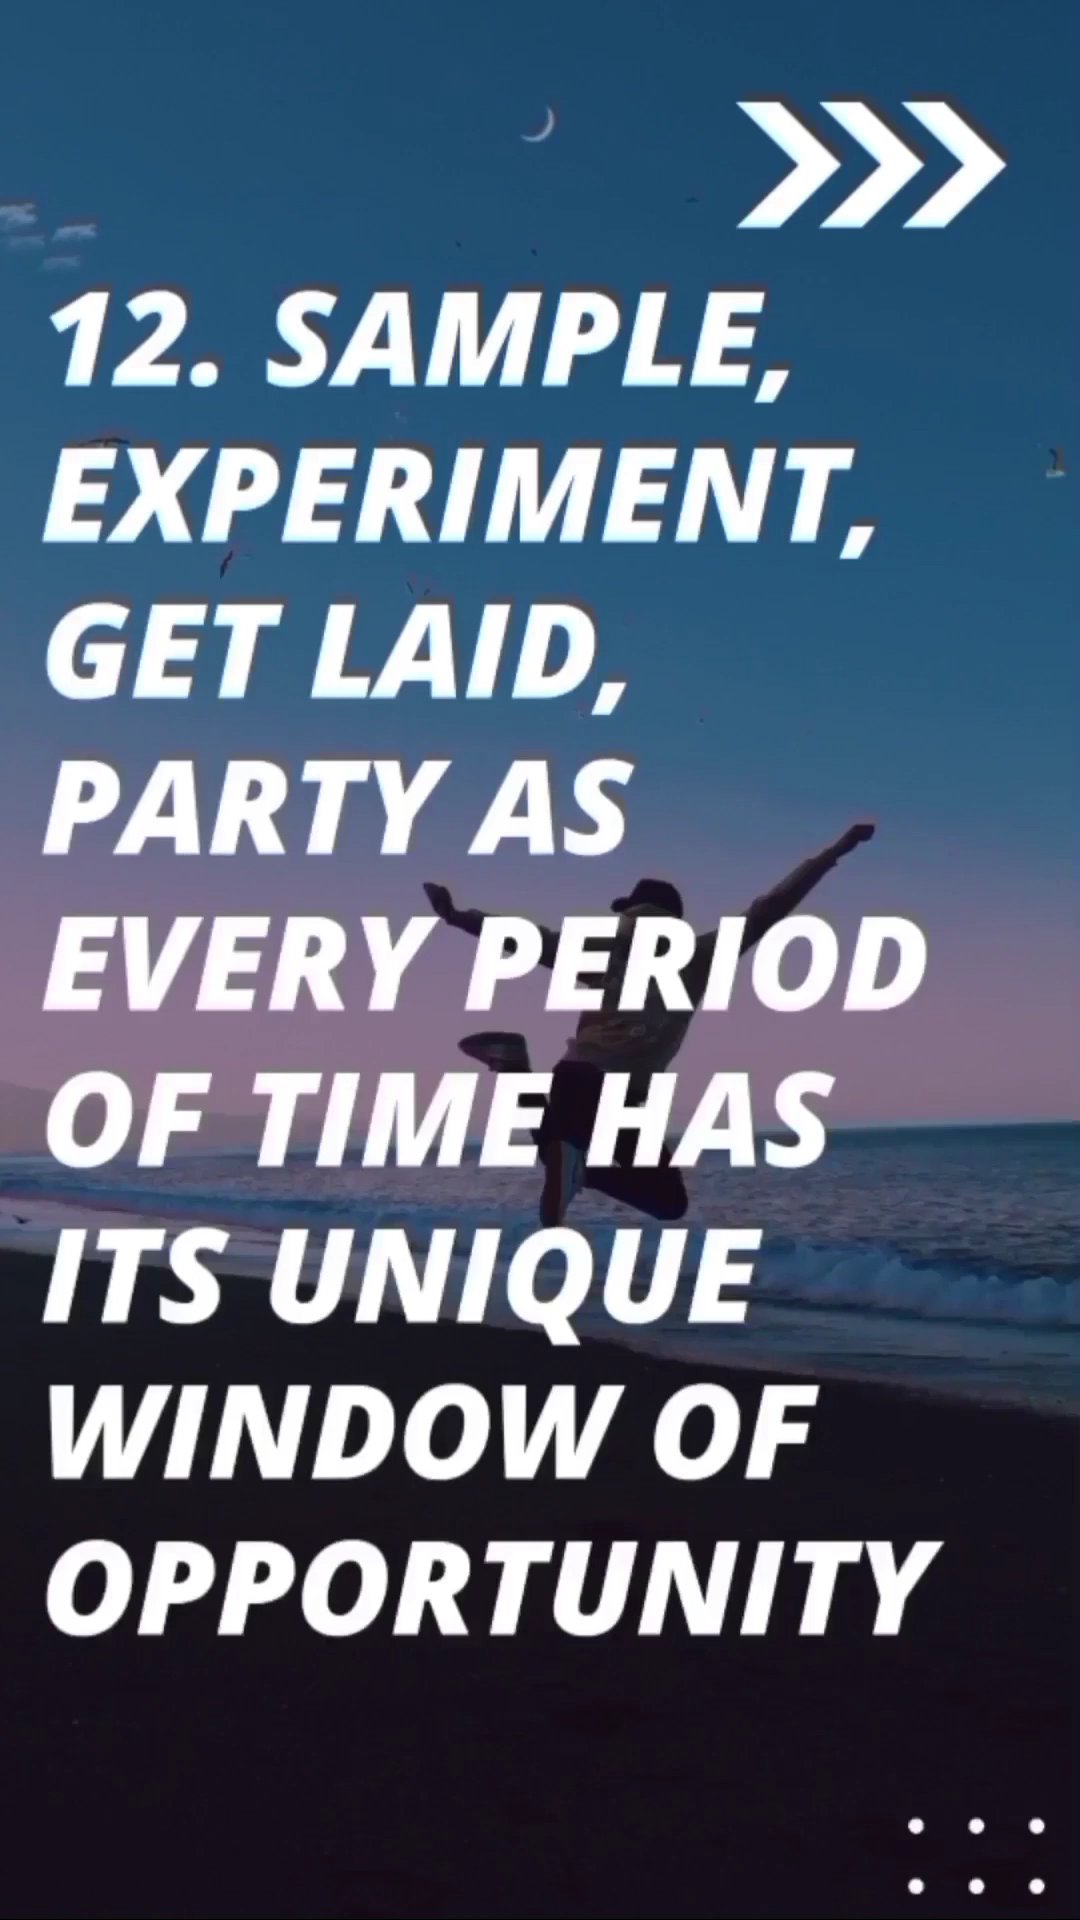 12. SAMPLE,
EXPERIMENT,
GET LAID,
PARTY AS
EVERY PERIOD
OF TIME HAS
ITS UNIQUE
WINDOW OF
OPPORTUNITY